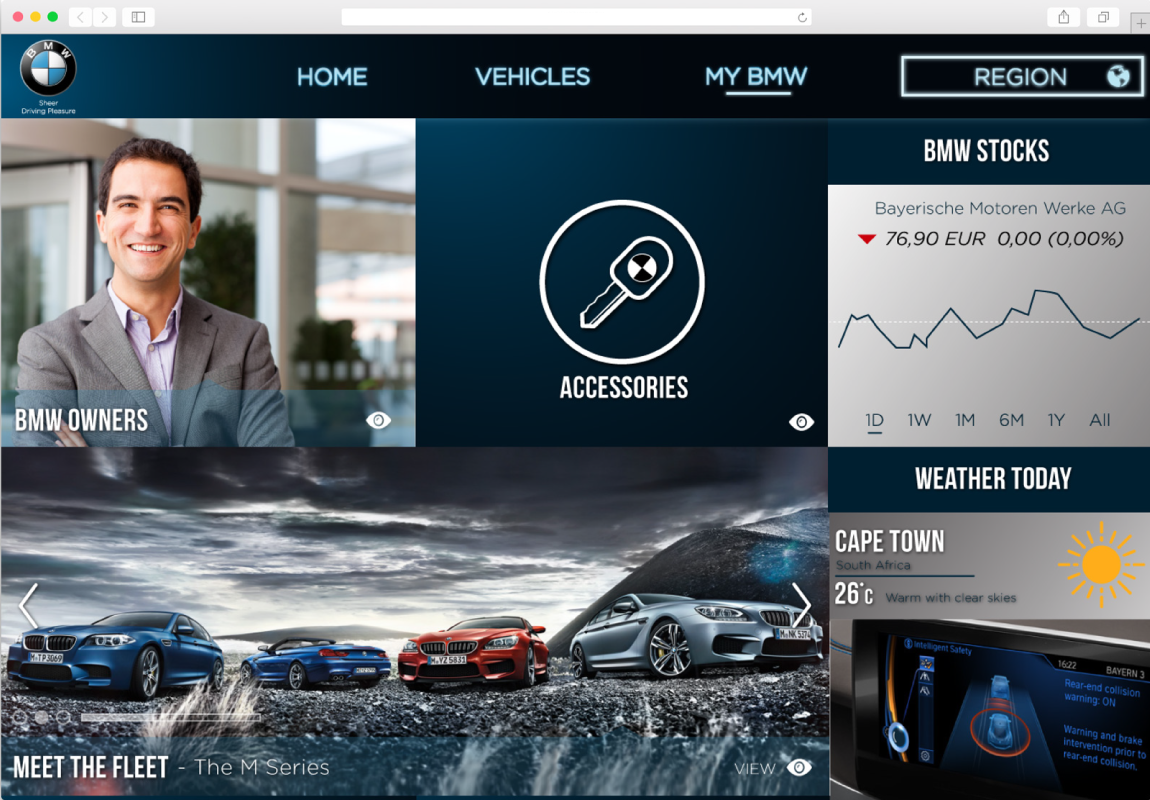 BMW
Sheer
Driving Pleasure
HOME
VEHICLES
MY BMW
REGION
BMW OWNERS
ACCESSORIES
BMW STOCKS
Bayerische Motoren Werke AG
76,90 EUR 0,00 (0,00%)
1D 1W 1M 6M 1Y All
WEATHER TODAY
CAPE TOWN
South Africa
26°C Warm with clear skies
M·TP3069
M·YZ 5831
M·NK 5374
MEET THE FLEET - The M Series
VIEW
Intelligent Safety
16:22
BAYERN 3
Rear-end collision
warning: ON
Warning and brake
intervention prior to
rear-end collision.